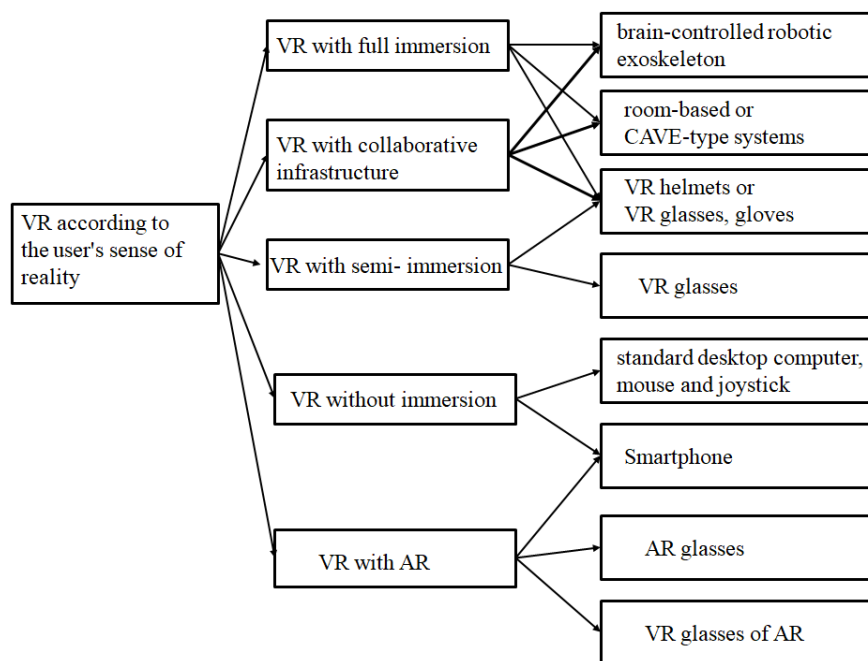 VR according to
the user's sense of
reality
VR with full immersion
VR with collaborative
infrastructure
VR with semi- immersion
VR without immersion
VR with AR
brain-controlled robotic
exoskeleton
room-based or
CAVE-type systems
VR helmets or
VR glasses, gloves
VR glasses
standard desktop computer,
mouse and joystick
Smartphone
AR glasses
VR glasses of AR